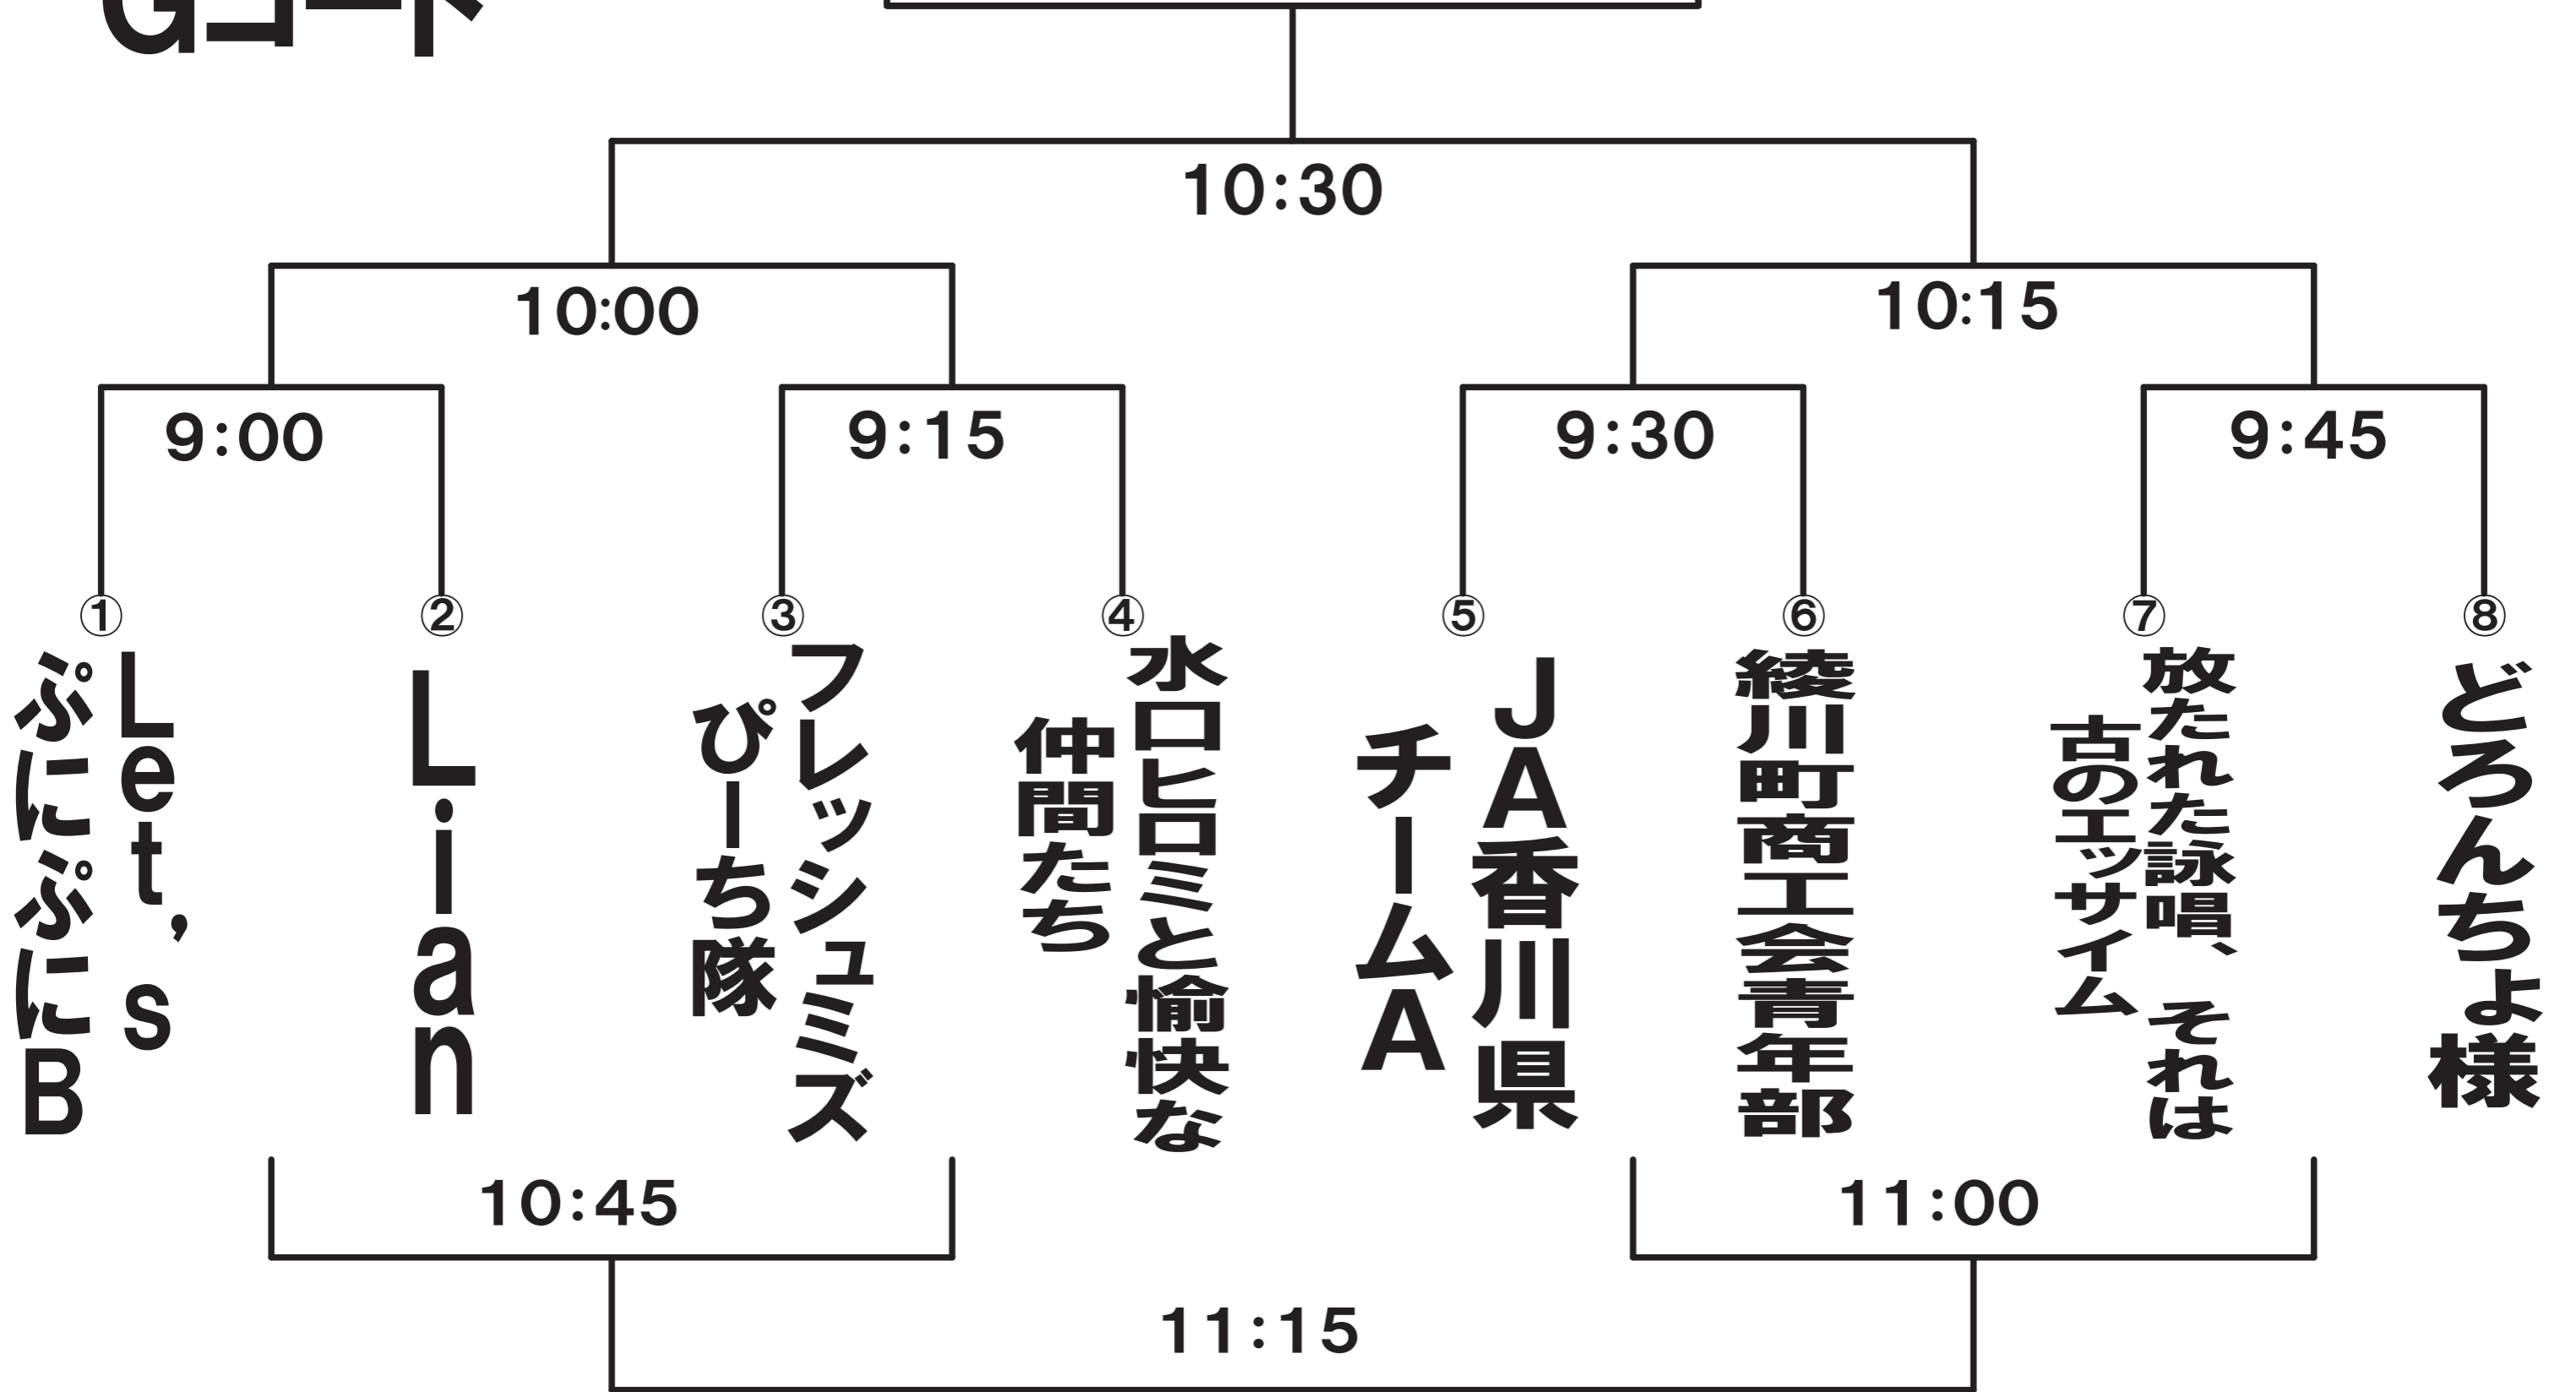 Gコート
10:30
10:00
10:15
9:00
9:15
9:30
9:45
①
②
③
④
⑤
⑥
⑦
⑧
Let's
ぷにぷにB
Lian
フレッシュミズ
ぴーち隊
水口ヒロミと愉快な
仲間たち
JA香川県
チームA
綾川町商工会青年部
放たれた詠唱、それは
古のエッサイム
どろんちょ様
10:45
11:00
11:15